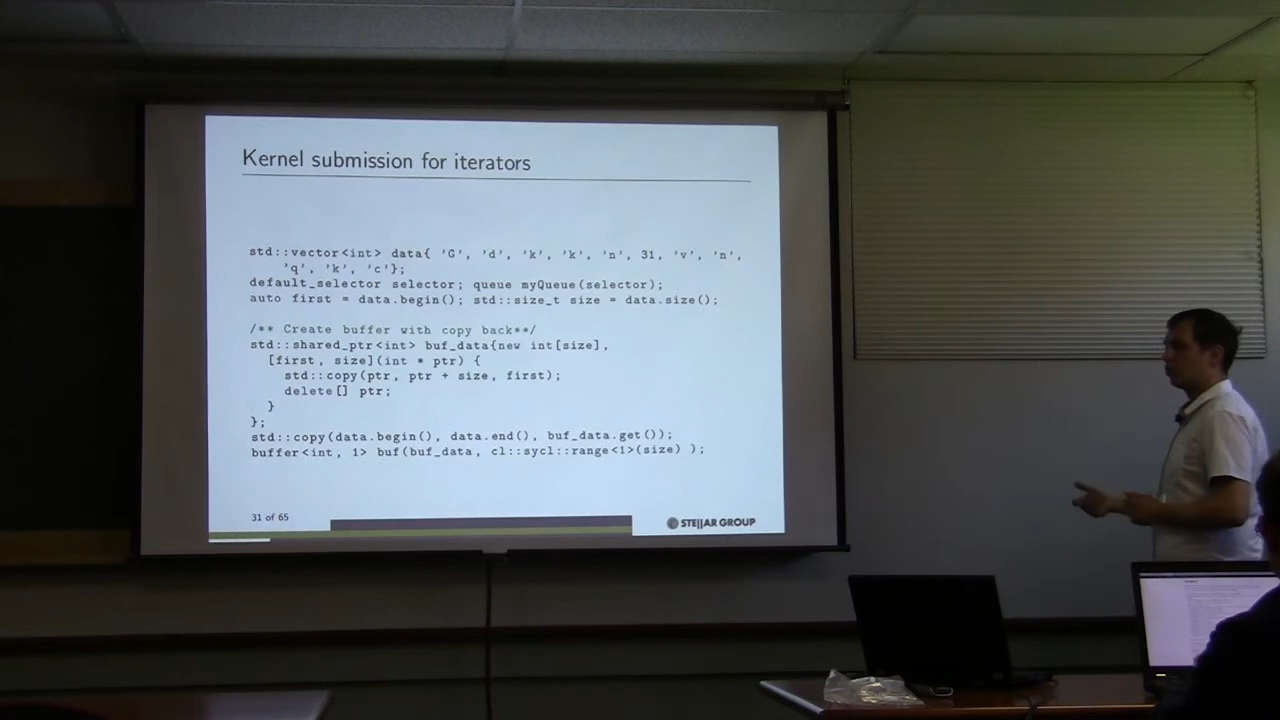 Kernel submission for iterators
std::vector<int> data{ 'G', 'd', 'k', 'k', 'n', 31, 'v', 'n',
'q', 'k', 'c'};
default_selector selector; queue myQueue(selector);
auto first = data.begin(); std::size_t size = data.size();
/** Create buffer with copy back**/
std::shared_ptr<int> buf_data{new int[size],
[first, size](int * ptr) {
std::copy(ptr, ptr + size, first);
delete[] ptr;
}
};
std::copy(data.begin(), data.end(), buf_data.get());
buffer<int, 1> buf(buf_data, cl::sycl::range<1>(size) );
31 of 65
STE||AR GROUP